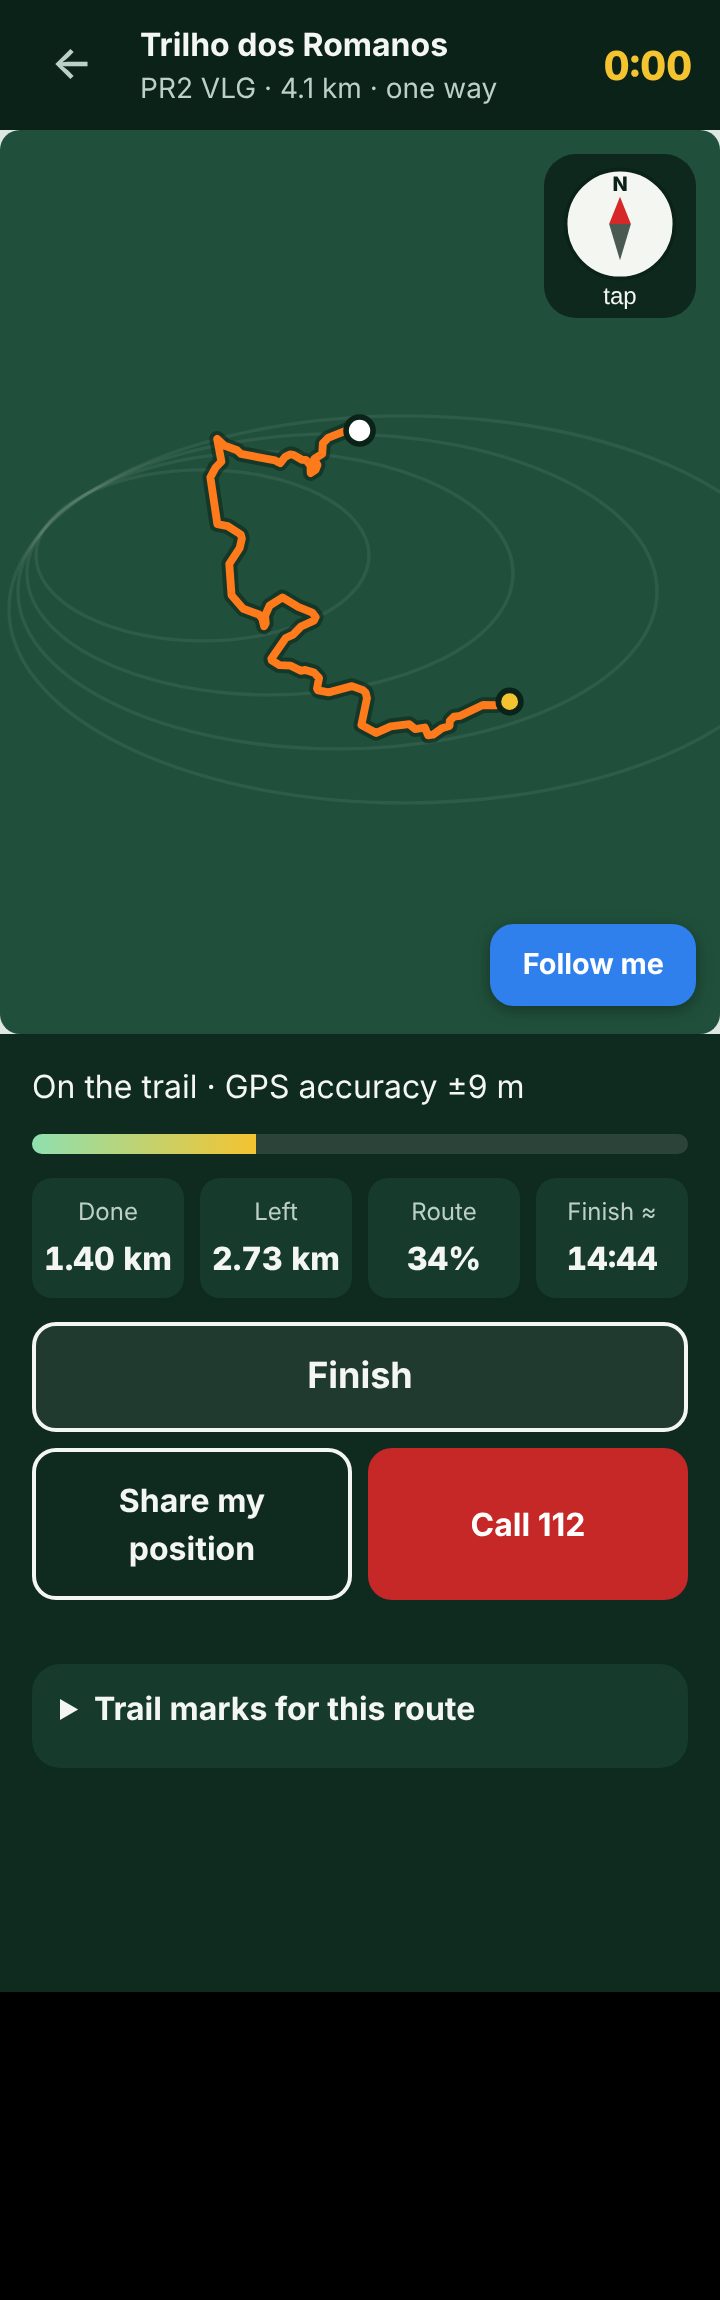 Trilho dos Romanos
PR2 VLG · 4.1 km · one way
0:00
N
tap
Follow me
On the trail · GPS accuracy ±9 m
Done
1.40 km
Left
2.73 km
Route
34%
Finish ≈
14:44
Finish
Share my
position
Call 112
Trail marks for this route